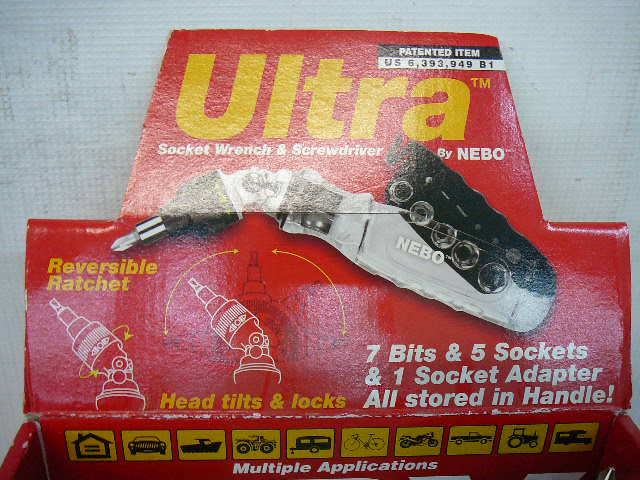 PATENTED ITEM
US 6,393,949 B1
Ultra™
Socket Wrench & Screwdriver By NEBO™
NEBO™
Reversible
Ratchet
Head tilts & locks
7 Bits & 5 Sockets
& 1 Socket Adapter
All stored in Handle!
Multiple Applications